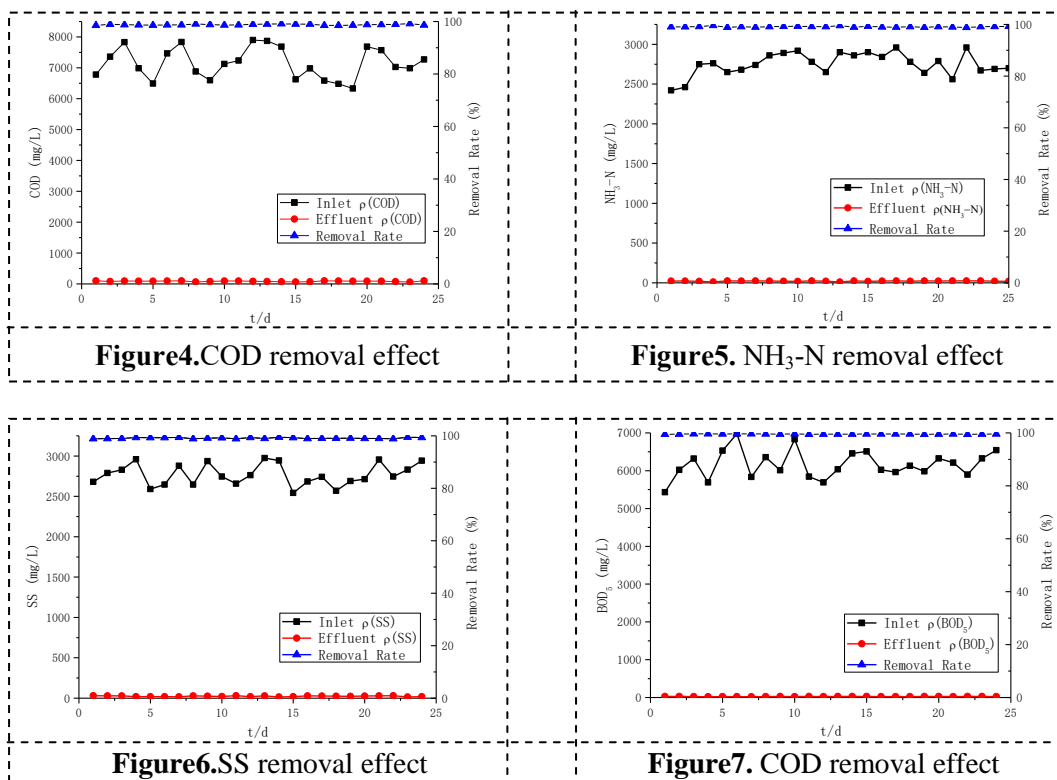 8000
7000
6000
5000
4000
3000
2000
1000
0
COD (mg/L)
100
80
60
40
20
0
Removal Rate (%)
Inlet ρ(COD)
Effluent ρ(COD)
Removal Rate
0 5 10 15 20 25
t/d
Figure4.COD removal effect
3000
2500
2000
1500
1000
500
0
NH₃-N (mg/L)
100
80
60
40
20
0
Removal Rate (%)
Inlet ρ(NH₃-N)
Effluent ρ(NH₃-N)
Removal Rate
0 5 10 15 20 25
t/d
Figure5. NH₃-N removal effect
3000
2500
2000
1500
1000
500
0
SS (mg/L)
100
80
60
40
20
0
Removal Rate (%)
Inlet ρ(SS)
Effluent ρ(SS)
Removal Rate
0 5 10 15 20 25
t/d
Figure6.SS removal effect
7000
6000
5000
4000
3000
2000
1000
0
BOD₅ (mg/L)
100
80
60
40
20
0
Removal Rate (%)
Inlet ρ(BOD₅)
Effluent ρ(BOD₅)
Removal Rate
0 5 10 15 20 25
t/d
Figure7. COD removal effect